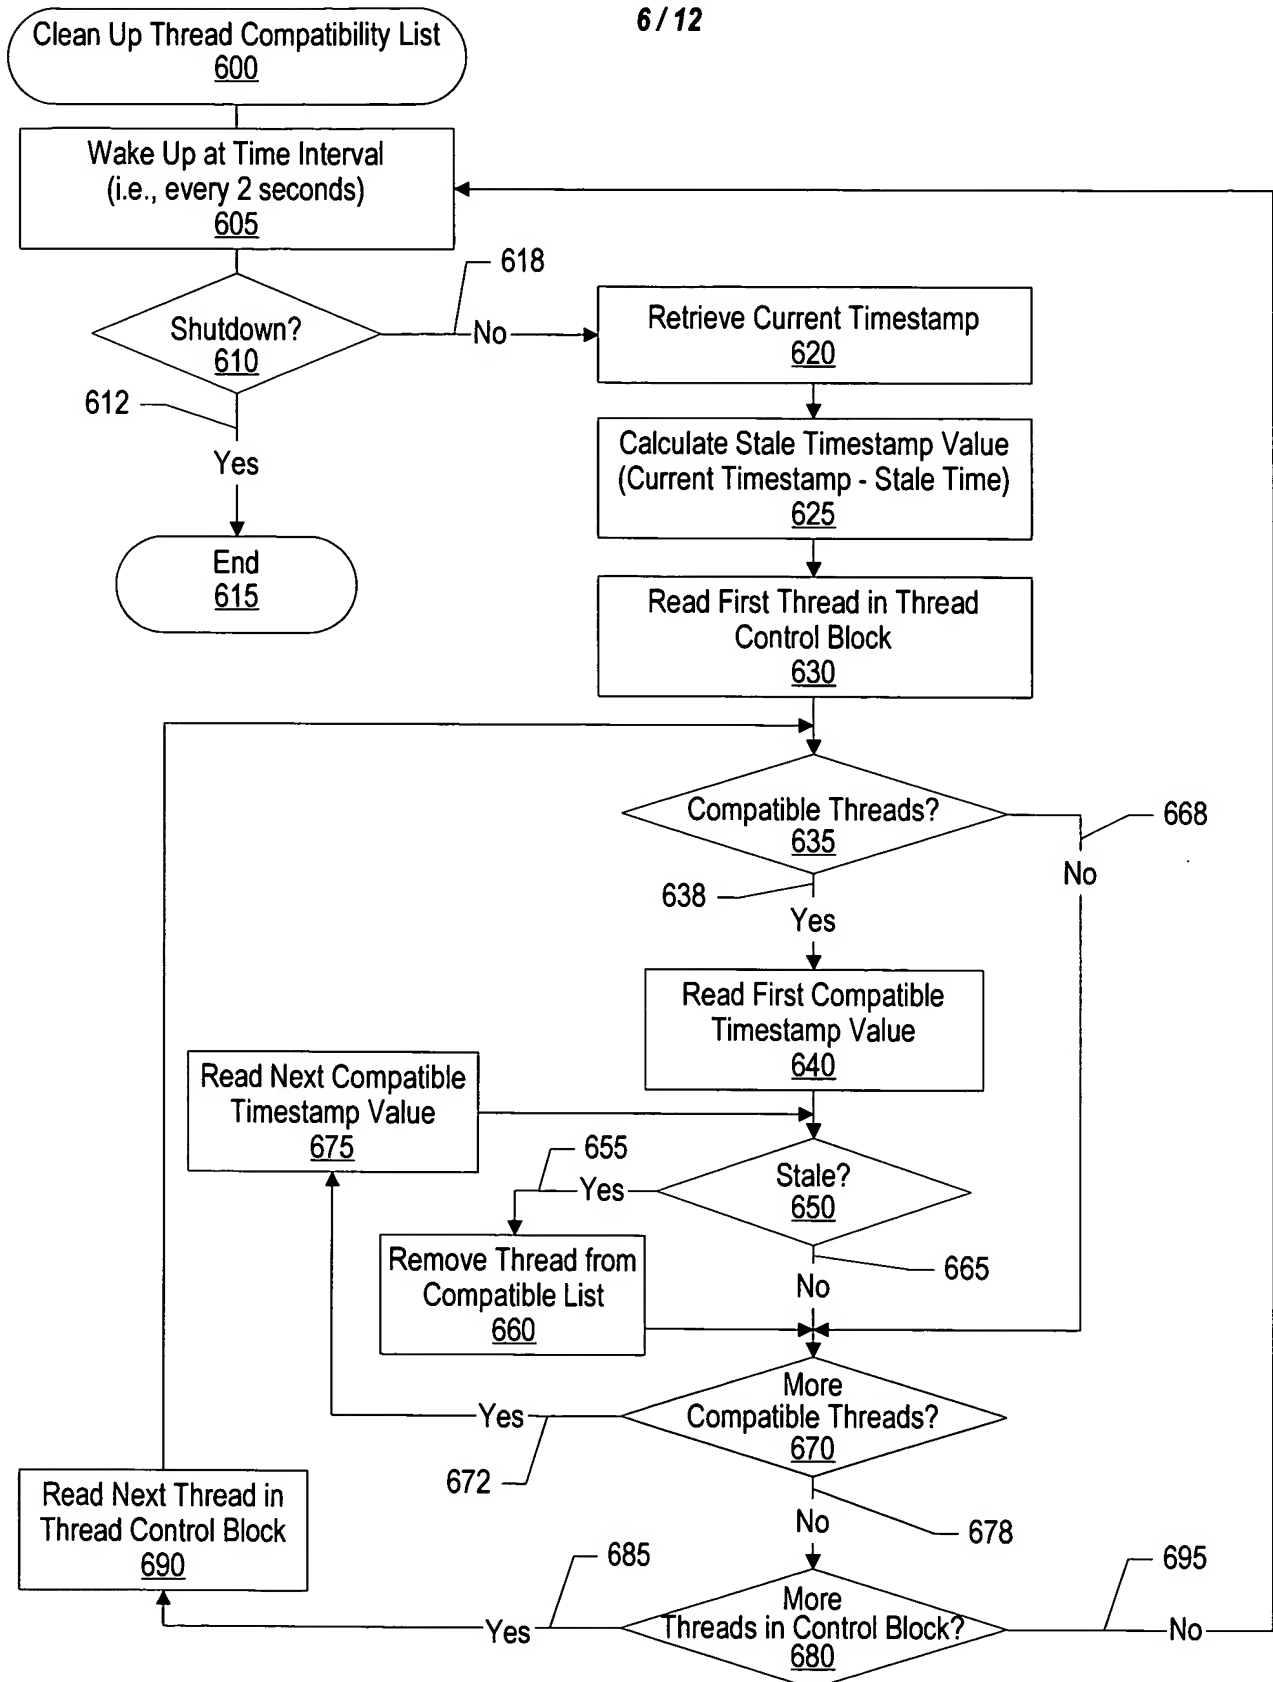 6 / 12
Clean Up Thread Compatibility List
600
Wake Up at Time Interval
(i.e., every 2 seconds)
605
618
Shutdown?
610
No
Retrieve Current Timestamp
620
612
Yes
Calculate Stale Timestamp Value
(Current Timestamp - Stale Time)
625
End
615
Read First Thread in Thread
Control Block
630
Compatible Threads?
635
668
No
638
Yes
Read First Compatible
Timestamp Value
640
Read Next Compatible
Timestamp Value
675
655
Yes
Stale?
650
665
No
Remove Thread from
Compatible List
660
More
Compatible Threads?
670
Yes
672
678
No
Read Next Thread in
Thread Control Block
690
685
695
Yes
More
Threads in Control Block?
680
No